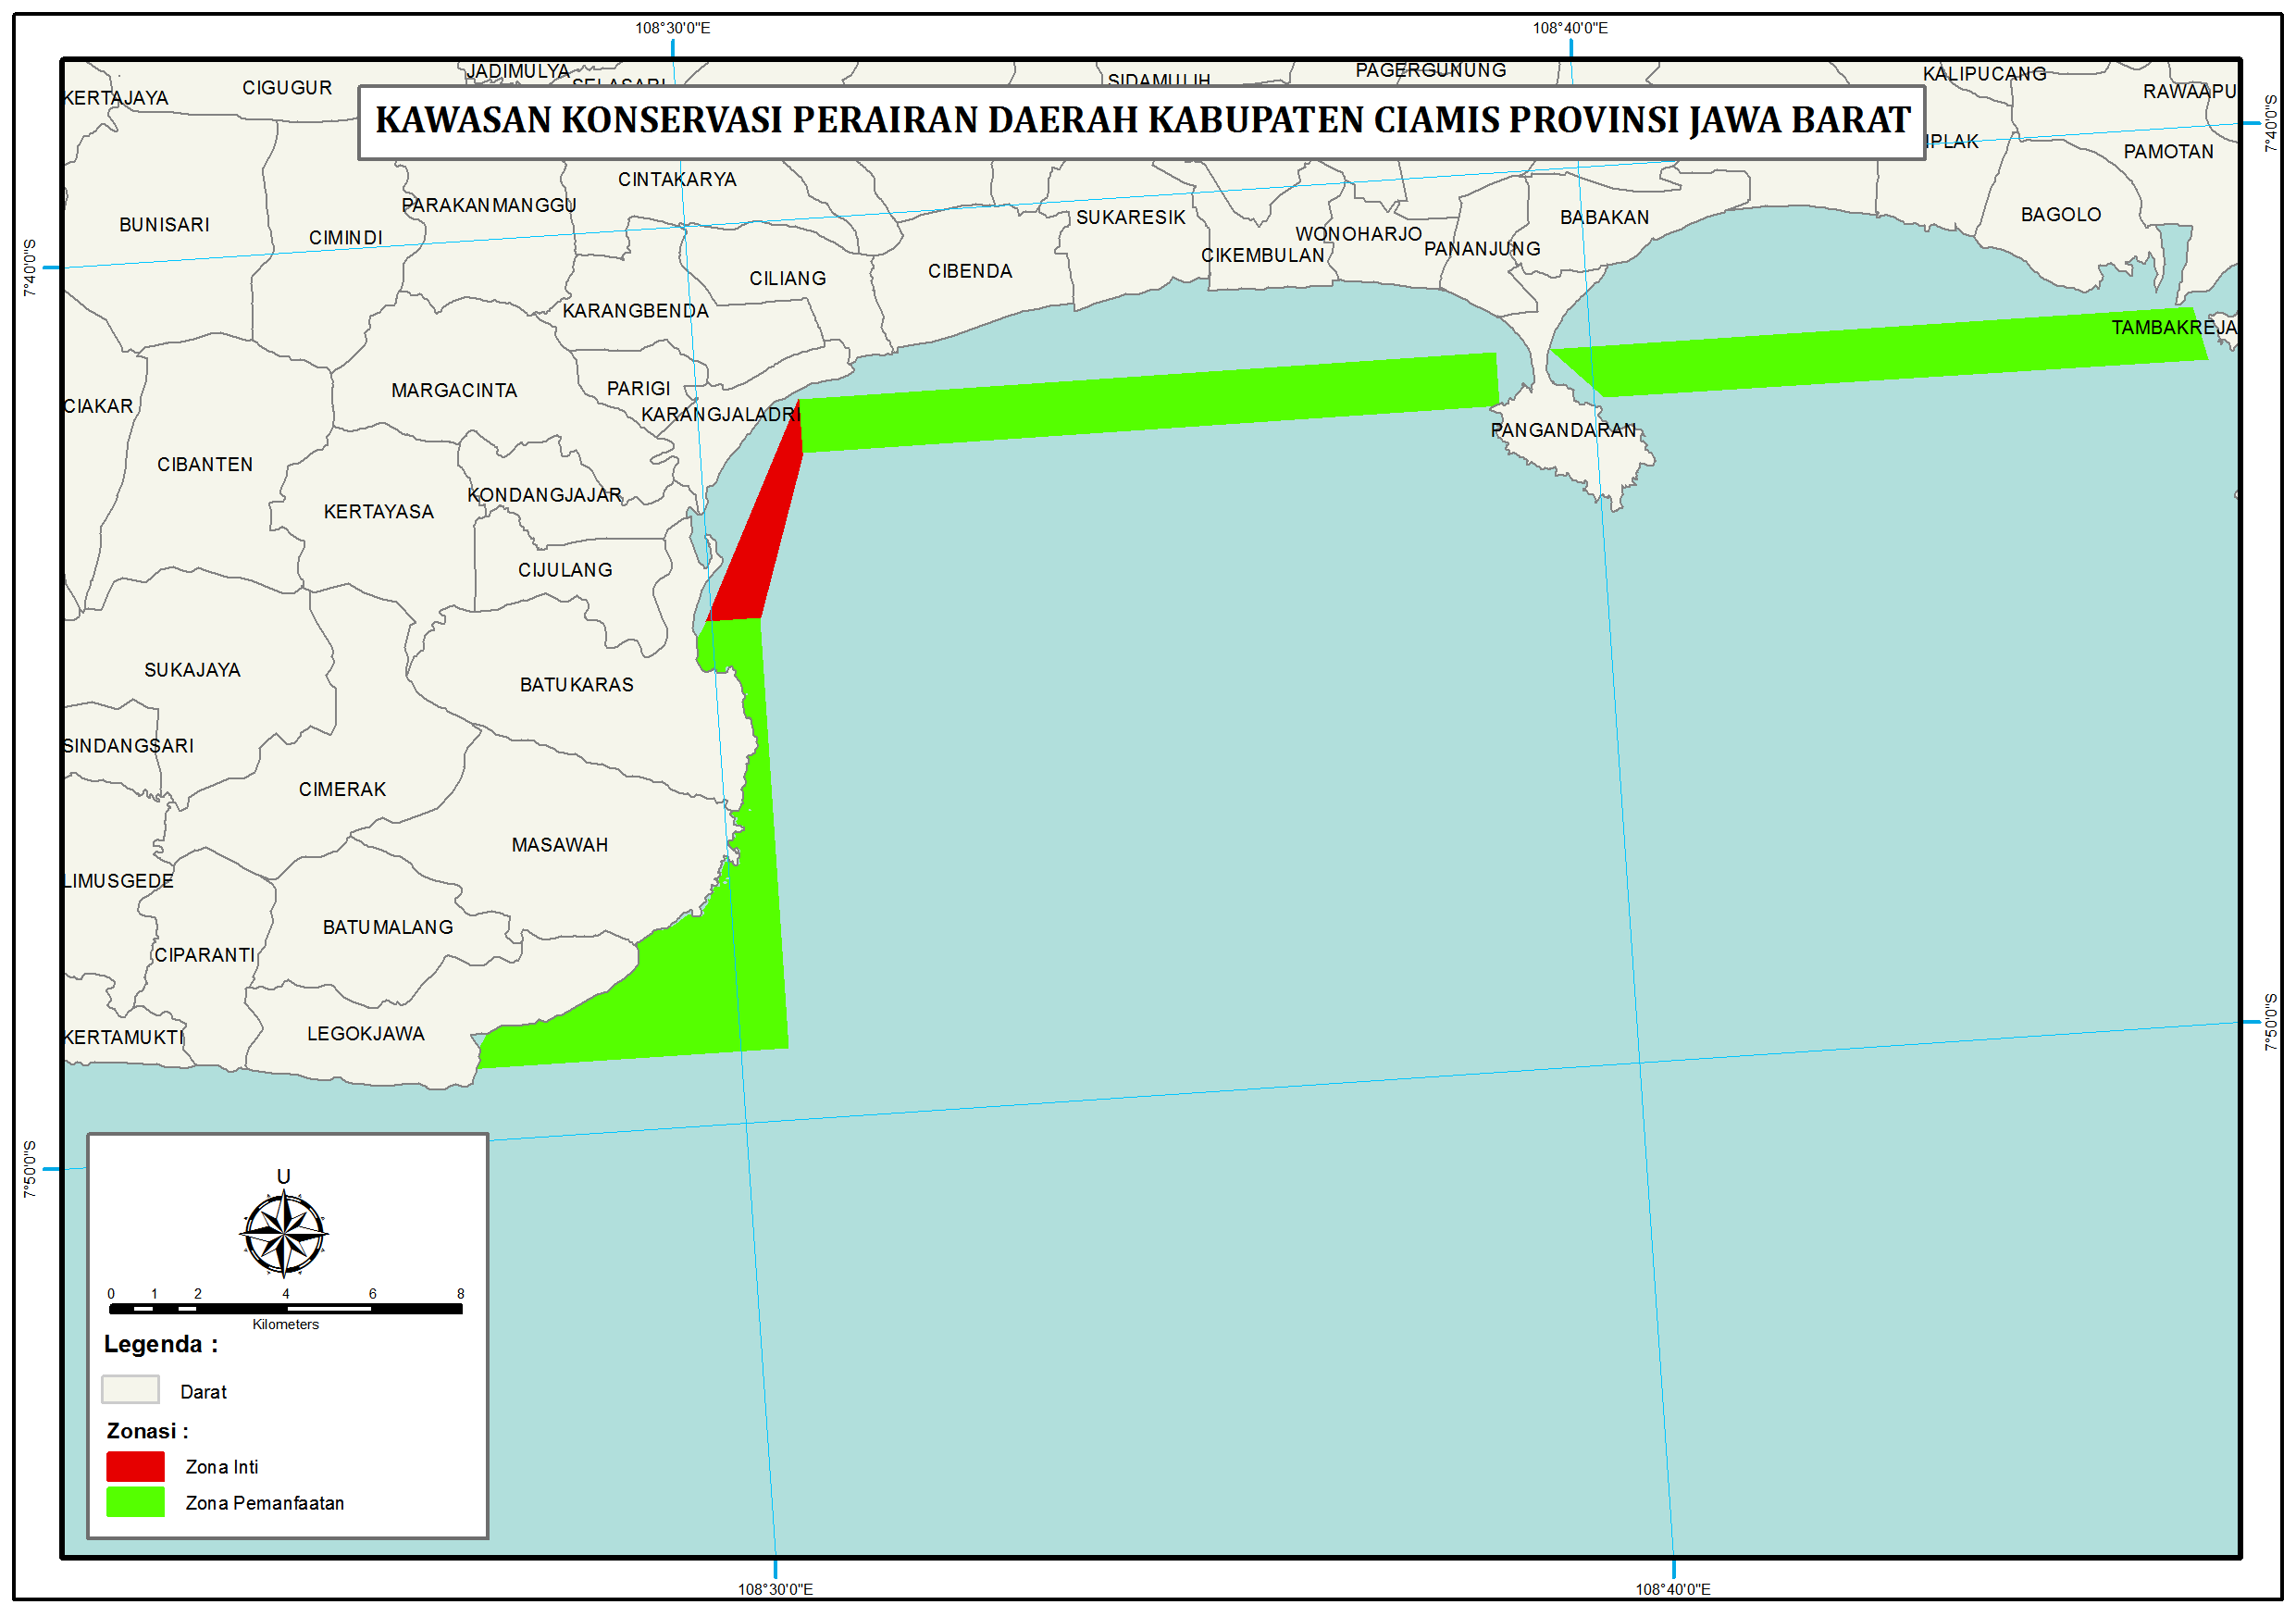 108°30'0"E
108°40'0"E
KAWASAN KONSERVASI PERAIRAN DAERAH KABUPATEN CIAMIS PROVINSI JAWA BARAT
KERTAJAYA
CIGUGUR
JADIMULYA
SELASARI
SIDAMULIH
PAGERGUNUNG
KALIPUCANG
RAWAAPU
IPLAK
PAMOTAN
7°40'0"S
7°40'0"S
BUNISARI
CIMINDI
PARAKANMANGGU
CINTAKARYA
CILIANG
CIBENDA
SUKARESIK
CIKEMBULAN
WONOHARJO
PANANJUNG
BABAKAN
BAGOLO
KARANGBENDA
TAMBAKREJA
CIAKAR
MARGACINTA
PARIGI
KARANGJALADRI
PANGANDARAN
CIBANTEN
KERTAYASA
KONDANGJAJAR
CIJULANG
SUKAJAYA
BATUKARAS
SINDANGSARI
CIMERAK
MASAWAH
LIMUSGEDE
BATUMALANG
CIPARANTI
KERTAMUKTI
LEGOKJAWA
7°50'0"S
7°50'0"S
U
0 1 2 4 6 8
Kilometers
Legenda :
Darat
Zonasi :
Zona Inti
Zona Pemanfaatan
108°30'0"E
108°40'0"E